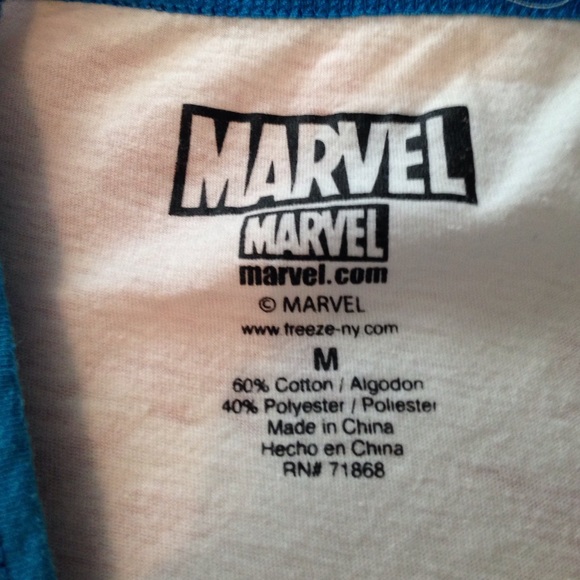 MARVEL
MARVEL
marvel.com
© MARVEL
www.freeze-ny.com
M
60% Cotton / Algodon
40% Polyester / Poliester
Made in China
Hecho en China
RN# 71868